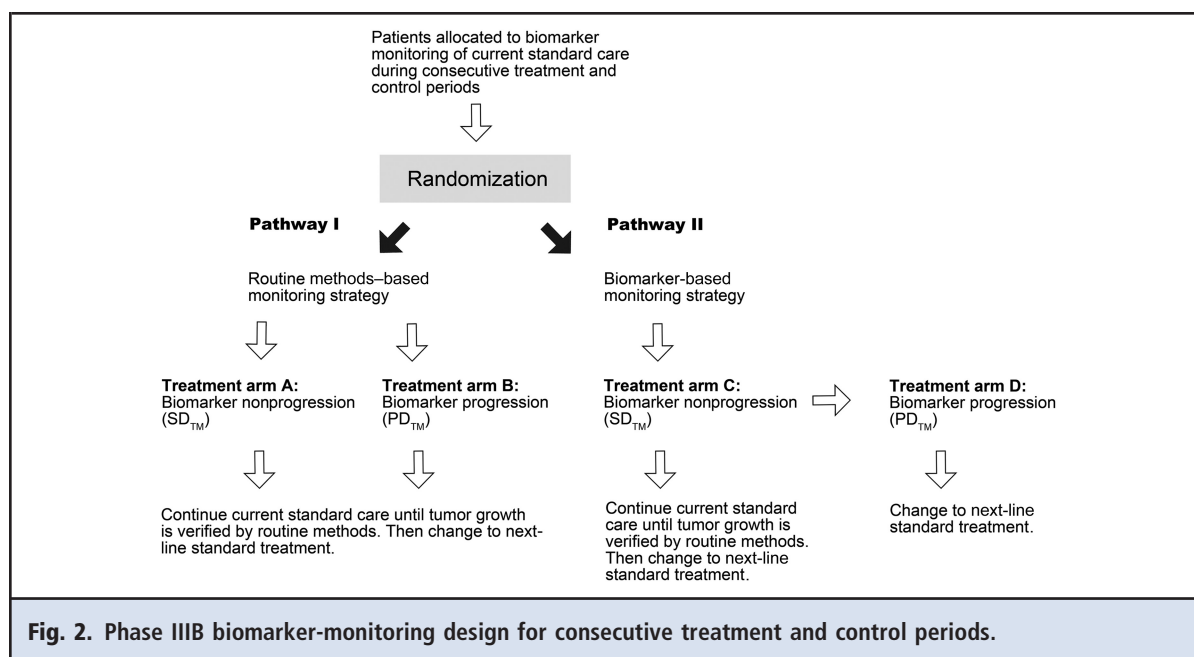 Patients allocated to biomarker
monitoring of current standard care
during consecutive treatment and
control periods
Randomization
Pathway I
Pathway II
Routine methods–based
monitoring strategy
Biomarker-based
monitoring strategy
Treatment arm A:
Biomarker nonprogression
(SDTM)
Treatment arm B:
Biomarker progression
(PDTM)
Treatment arm C:
Biomarker nonprogression
(SDTM)
Treatment arm D:
Biomarker progression
(PDTM)
Continue current standard care until tumor growth
is verified by routine methods. Then change to next-
line standard treatment.
Continue current standard
care until tumor growth is
verified by routine methods.
Then change to next-line
standard treatment.
Change to next-line
standard treatment.
Fig. 2. Phase IIIB biomarker-monitoring design for consecutive treatment and control periods.